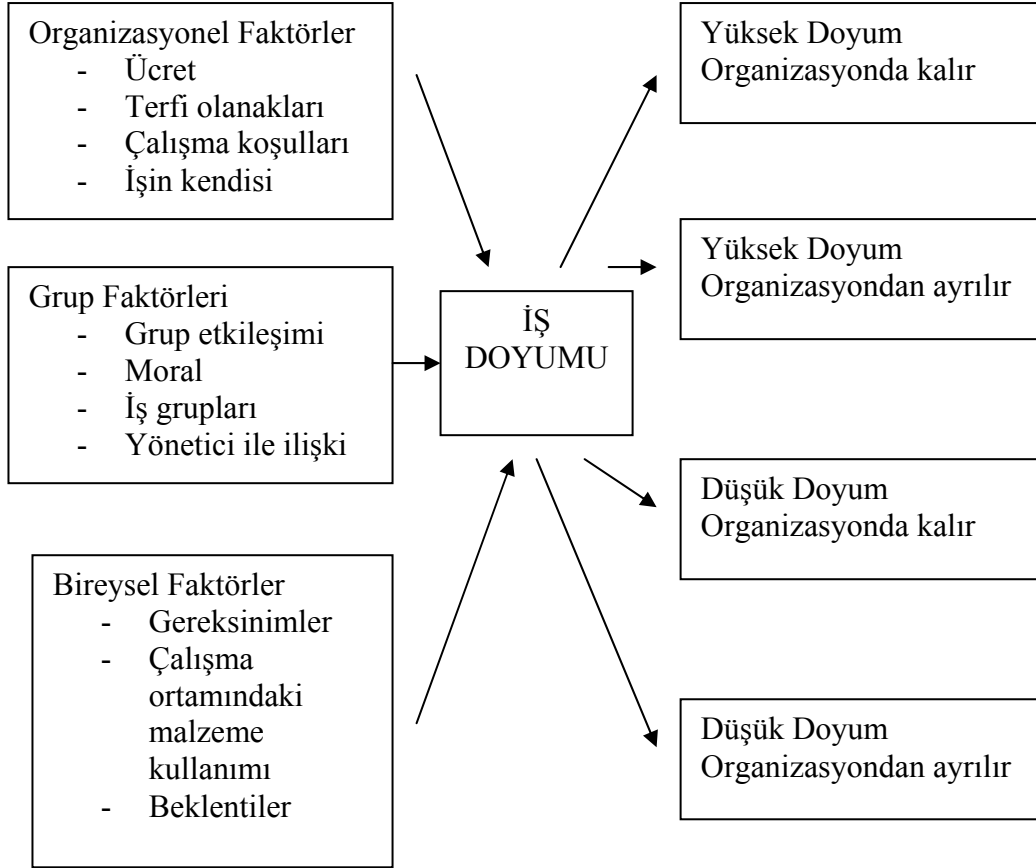 Organizasyonel Faktörler
- Ücret
- Terfi olanakları
- Çalışma koşulları
- İşin kendisi
Grup Faktörleri
- Grup etkileşimi
- Moral
- İş grupları
- Yönetici ile ilişki
Bireysel Faktörler
- Gereksinimler
- Çalışma
ortamındaki
malzeme
kullanımı
- Beklentiler
İŞ
DOYUMU
Yüksek Doyum
Organizasyonda kalır
Yüksek Doyum
Organizasyondan ayrılır
Düşük Doyum
Organizasyonda kalır
Düşük Doyum
Organizasyondan ayrılır